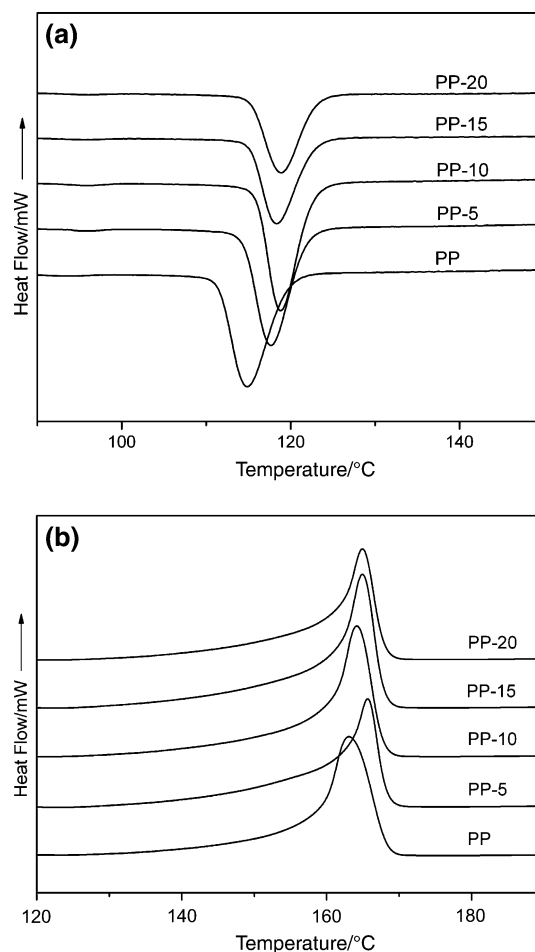 (a)
PP-20
PP-15
PP-10
PP-5
PP
Heat Flow/mW
100 120 140
Temperature/°C
(b)
PP-20
PP-15
PP-10
PP-5
PP
Heat Flow/mW
120 140 160 180
Temperature/°C